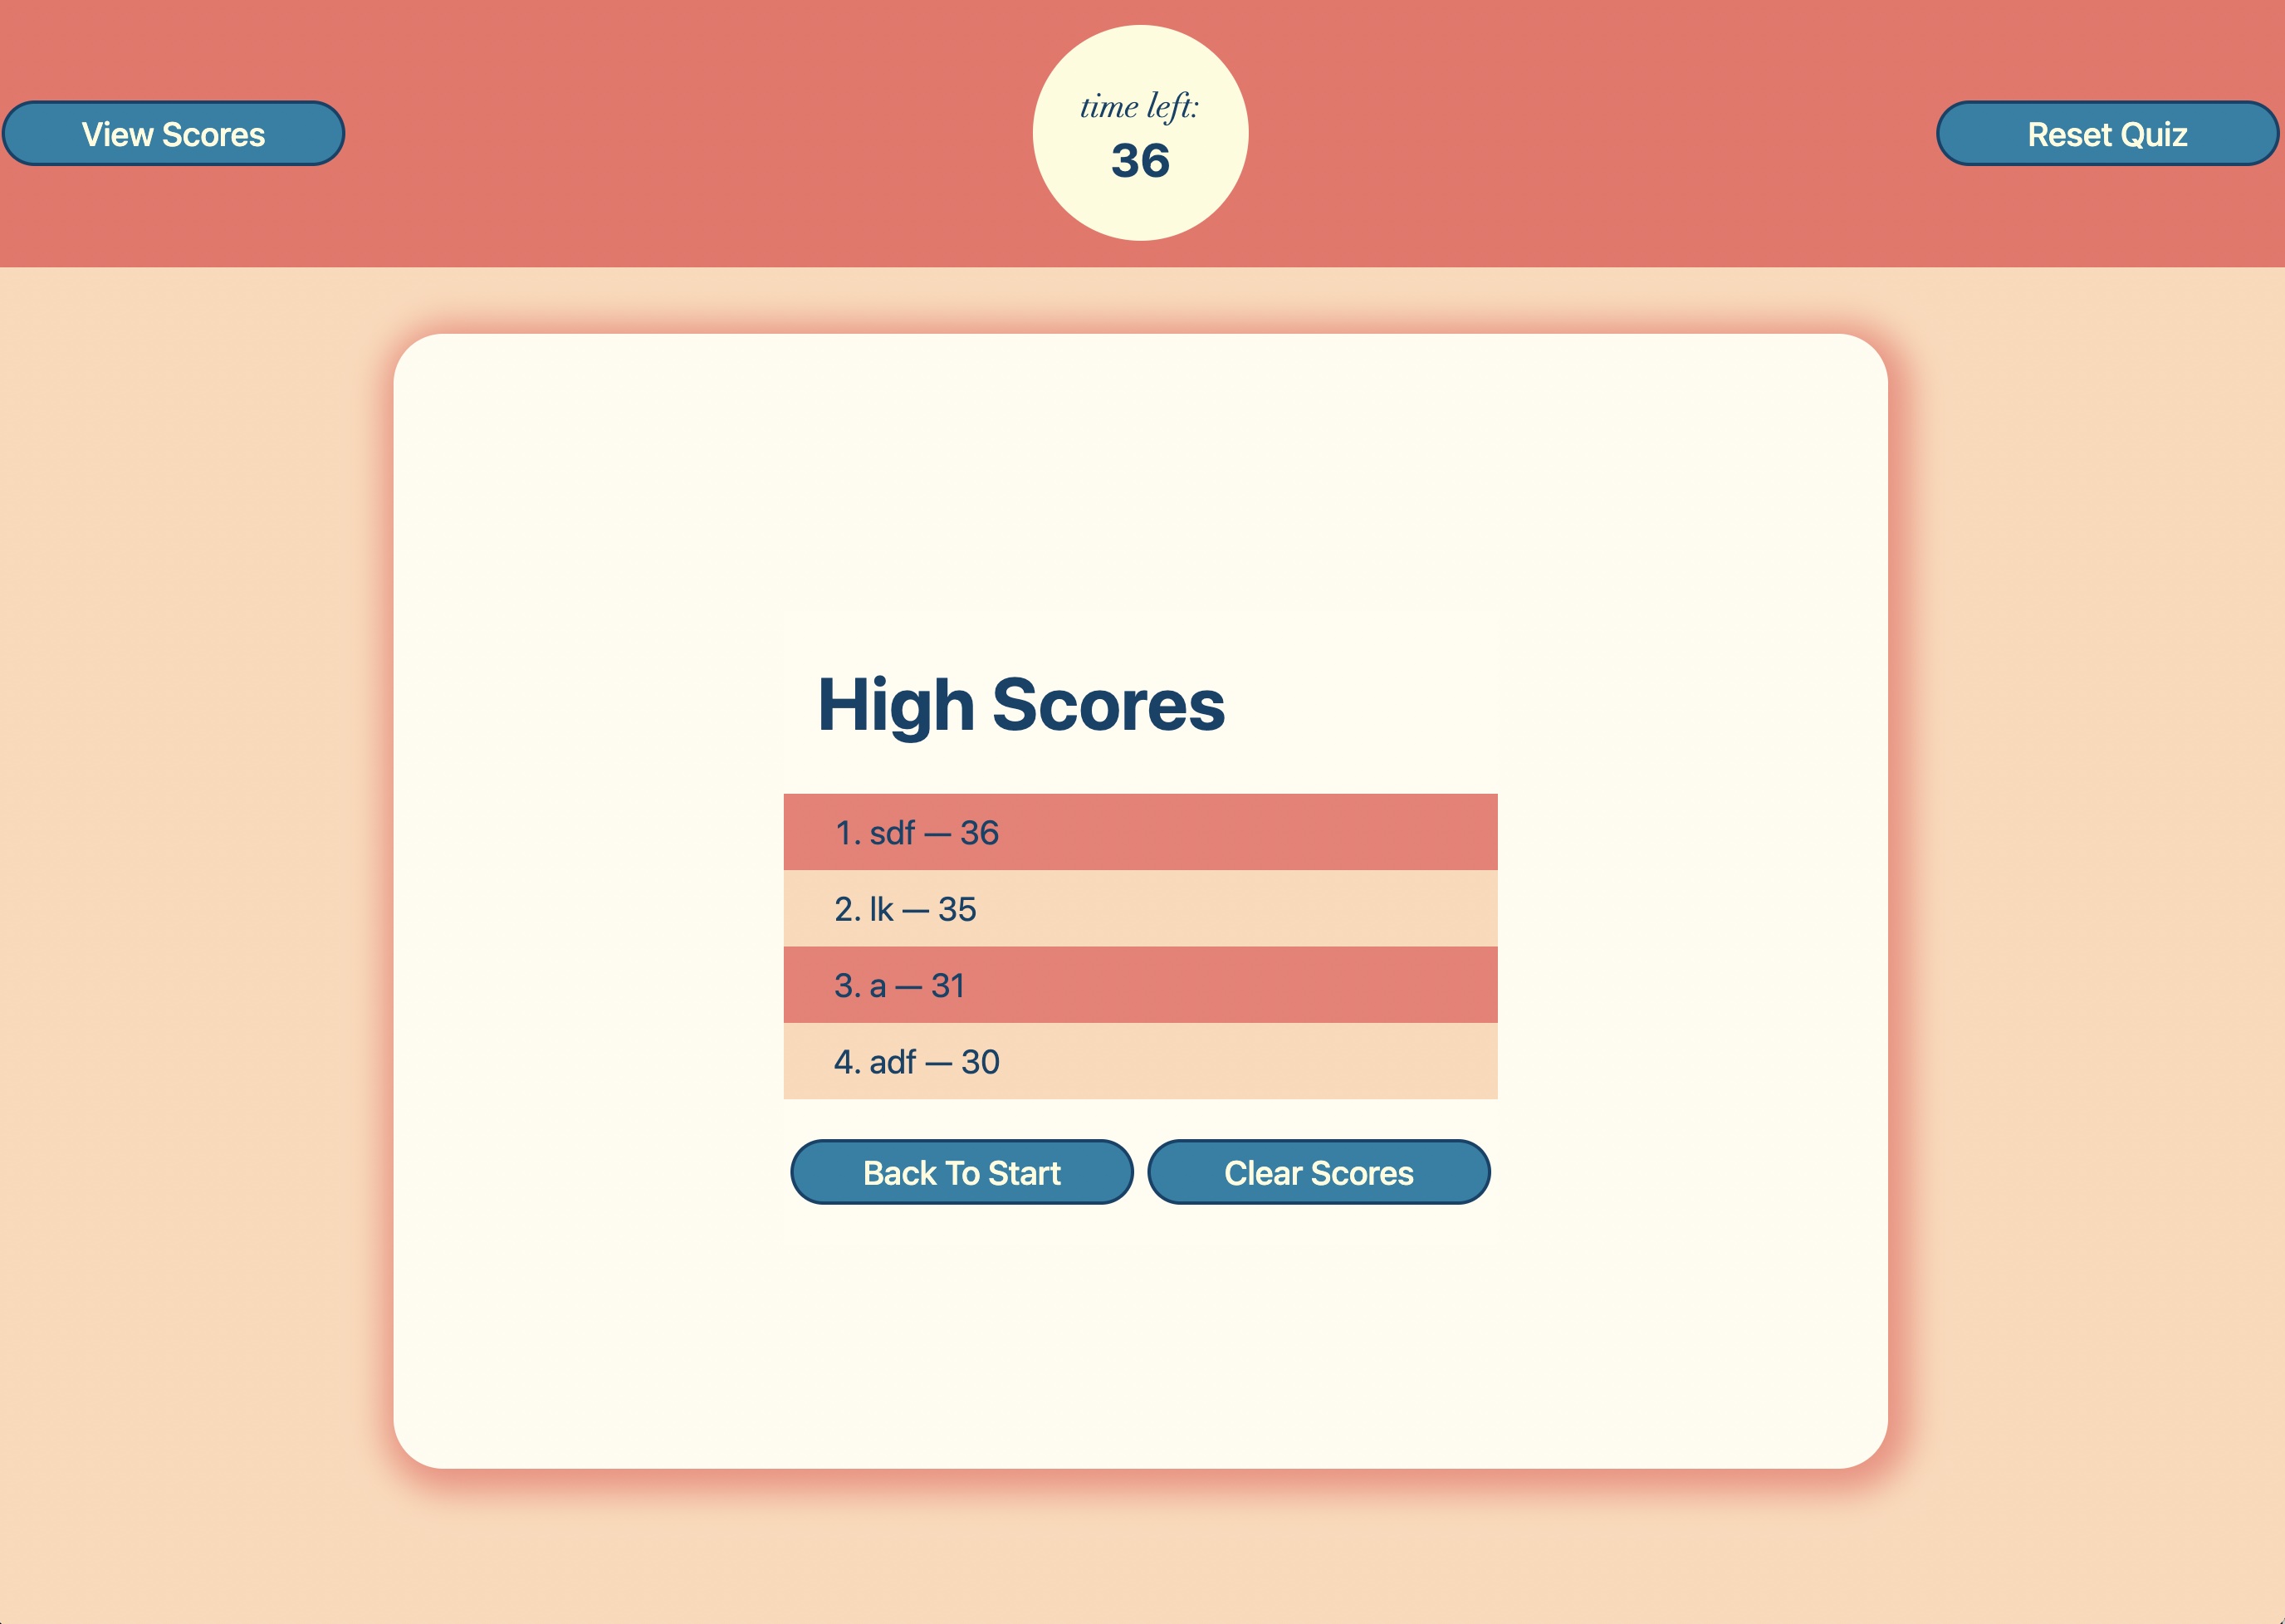 View Scores
time left:
36
Reset Quiz
High Scores
1. sdf — 36
2. lk — 35
3. a — 31
4. adf — 30
Back To Start
Clear Scores